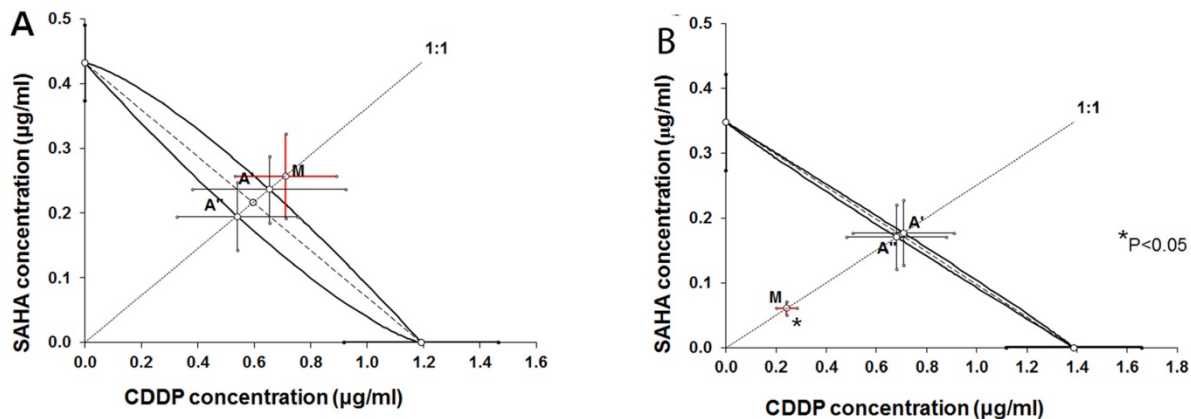 A
SAHA concentration (µg/ml)
0.5
0.4
0.3
0.2
0.1
0.0
1:1
A
M
A"
0.0 0.2 0.4 0.6 0.8 1.0 1.2 1.4 1.6
CDDP concentration (µg/ml)
B
SAHA concentration (µg/ml)
0.5
0.4
0.3
0.2
0.1
0.0
1:1
A'
A"
M
*
*P<0.05
0.0 0.2 0.4 0.6 0.8 1.0 1.2 1.4 1.6 1.8
CDDP concentration (µg/ml)